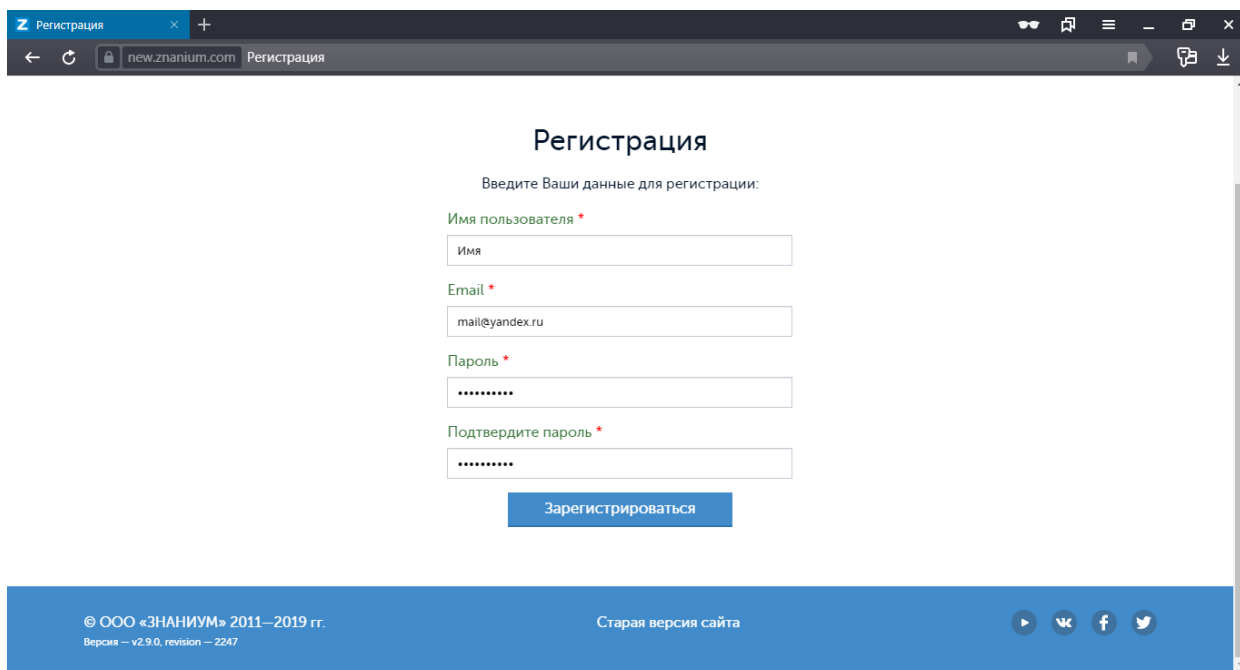 Z Регистрация
new.znanium.com Регистрация
Регистрация
Введите Ваши данные для регистрации:
Имя пользователя *
Имя
Email *
mail@yandex.ru
Пароль *
••••••••••
Подтвердите пароль *
••••••••••
Зарегистрироваться
© ООО «ЗНАНИУМ» 2011—2019 гг.
Старая версия сайта
Версия — v2.9.0, revision — 2247